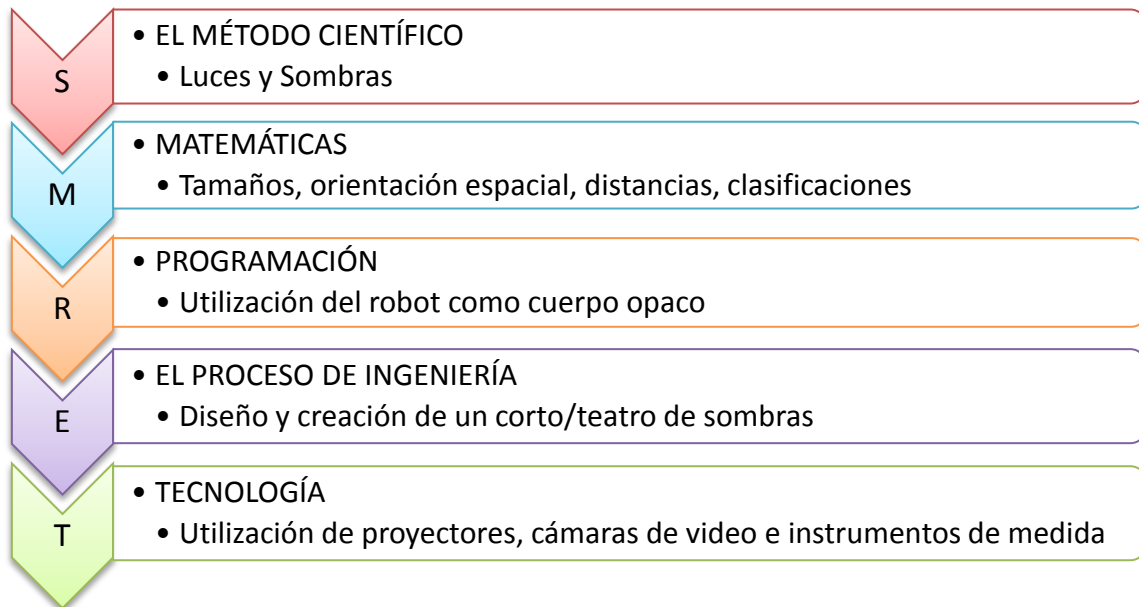 S
• EL MÉTODO CIENTÍFICO
• Luces y Sombras
M
• MATEMÁTICAS
• Tamaños, orientación espacial, distancias, clasificaciones
R
• PROGRAMACIÓN
• Utilización del robot como cuerpo opaco
E
• EL PROCESO DE INGENIERÍA
• Diseño y creación de un corto/teatro de sombras
T
• TECNOLOGÍA
• Utilización de proyectores, cámaras de video e instrumentos de medida